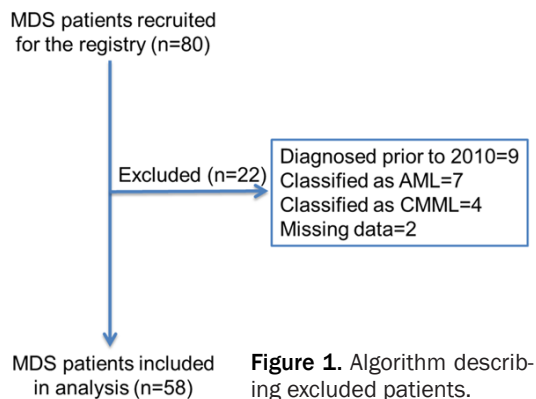 MDS patients recruited
for the registry (n=80)
Excluded (n=22)
Diagnosed prior to 2010=9
Classified as AML=7
Classified as CMML=4
Missing data=2
MDS patients included
in analysis (n=58)
Figure 1. Algorithm describ-
ing excluded patients.